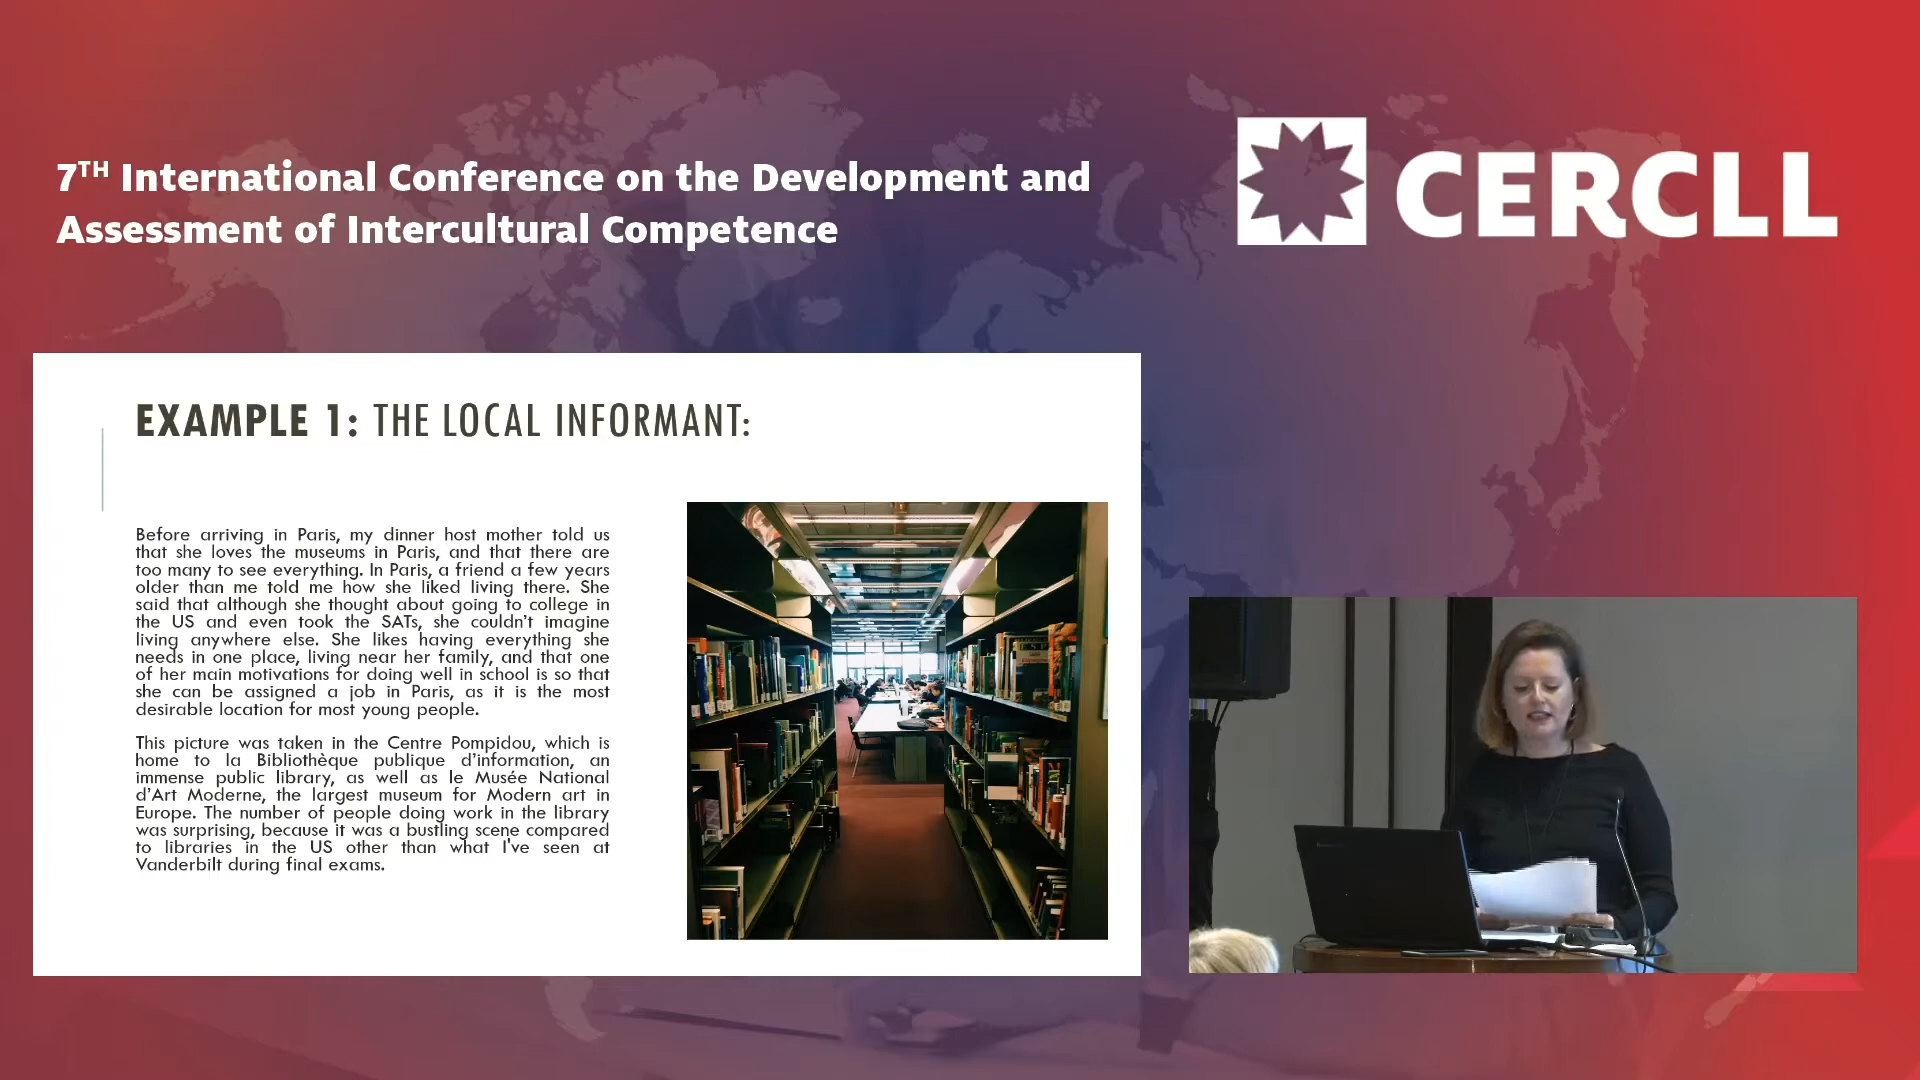 7TH International Conference on the Development and
Assessment of Intercultural Competence
CERCLL
EXAMPLE 1: THE LOCAL INFORMANT:
Before arriving in Paris, my dinner host mother told us
that she loves the museums in Paris, and that there are
too many to see everything. In Paris, a friend a few years
older than me told me how she liked living there. She
said that although she thought about going to college in
the US and even took the SATs, she couldn't imagine
living anywhere else. She likes having everything she
needs in one place, living near her family, and that one
of her main motivations for doing well in school is so that
she can be assigned a job in Paris, as it is the most
desirable location for most young people.
This picture was taken in the Centre Pompidou, which is
home to la Bibliothèque publique d'information, an
immense public library, as well as le Musée National
d'Art Moderne, the largest museum for Modern art in
Europe. The number of people doing work in the library
was surprising, because it was a bustling scene compared
to libraries in the US other than what I've seen at
Vanderbilt during final exams.